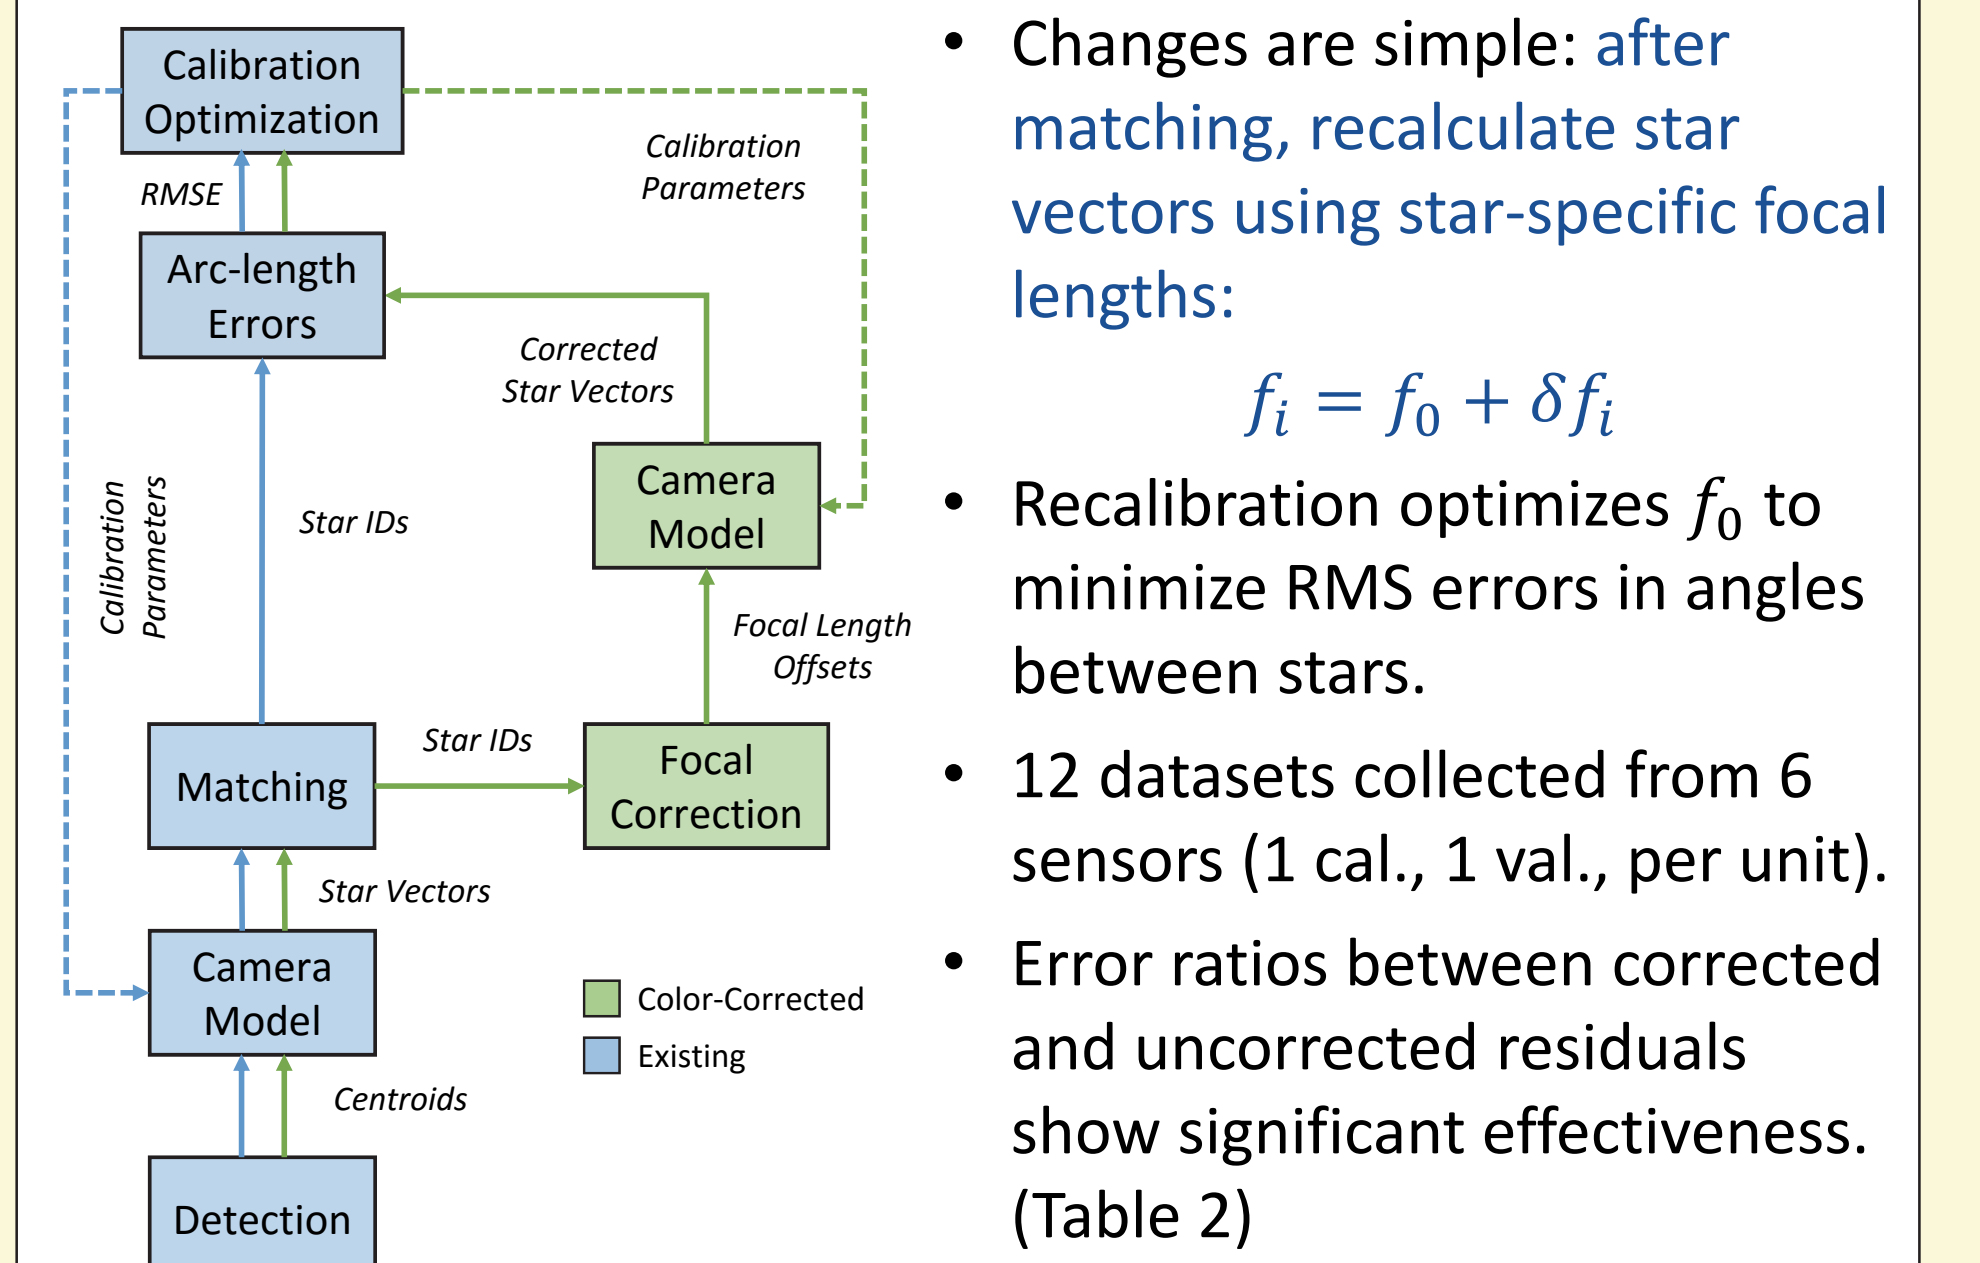 Calibration
Optimization
Calibration
Parameters
RMSE
Arc-length
Errors
Corrected
Star Vectors
Calibration
Parameters
Star IDs
Camera
Model
Focal Length
Offsets
Matching
Star IDs
Focal
Correction
Star Vectors
Camera
Model
Color-Corrected
Existing
Centroids
Detection
• Changes are simple: after
matching, recalculate star
vectors using star-specific focal
lengths:
𝑓ᵢ = 𝑓₀ + 𝛿𝑓ᵢ
• Recalibration optimizes 𝑓₀ to
minimize RMS errors in angles
between stars.
• 12 datasets collected from 6
sensors (1 cal., 1 val., per unit).
• Error ratios between corrected
and uncorrected residuals
show significant effectiveness.
(Table 2)